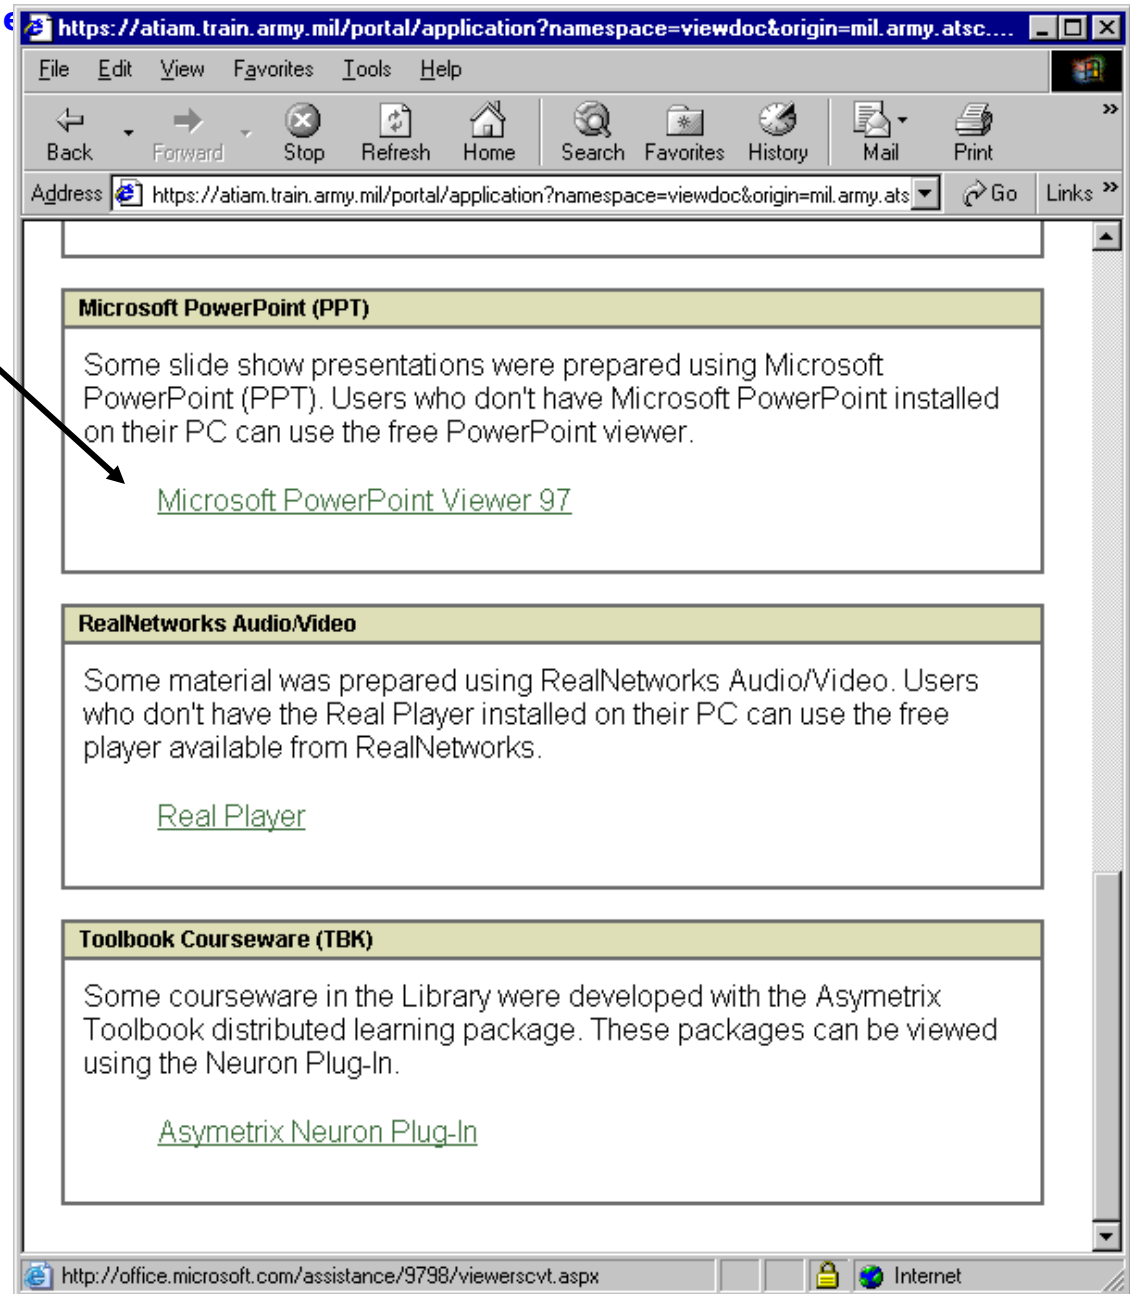 e
https://atiam.train.army.mil/portal/application?namespace=viewdoc&origin=mil.army.atsc....
File Edit View Favorites Tools Help
Back Forward Stop Refresh Home Search Favorites History Mail Print »
Address https://atiam.train.army.mil/portal/application?namespace=viewdoc&origin=mil.army.ats Go Links »
Microsoft PowerPoint (PPT)
Some slide show presentations were prepared using Microsoft
PowerPoint (PPT). Users who don't have Microsoft PowerPoint installed
on their PC can use the free PowerPoint viewer.
Microsoft PowerPoint Viewer 97
RealNetworks Audio/Video
Some material was prepared using RealNetworks Audio/Video. Users
who don't have the Real Player installed on their PC can use the free
player available from RealNetworks.
Real Player
Toolbook Courseware (TBK)
Some courseware in the Library were developed with the Asymetrix
Toolbook distributed learning package. These packages can be viewed
using the Neuron Plug-In.
Asymetrix Neuron Plug-In
http://office.microsoft.com/assistance/9798/viewerscvt.aspx Internet